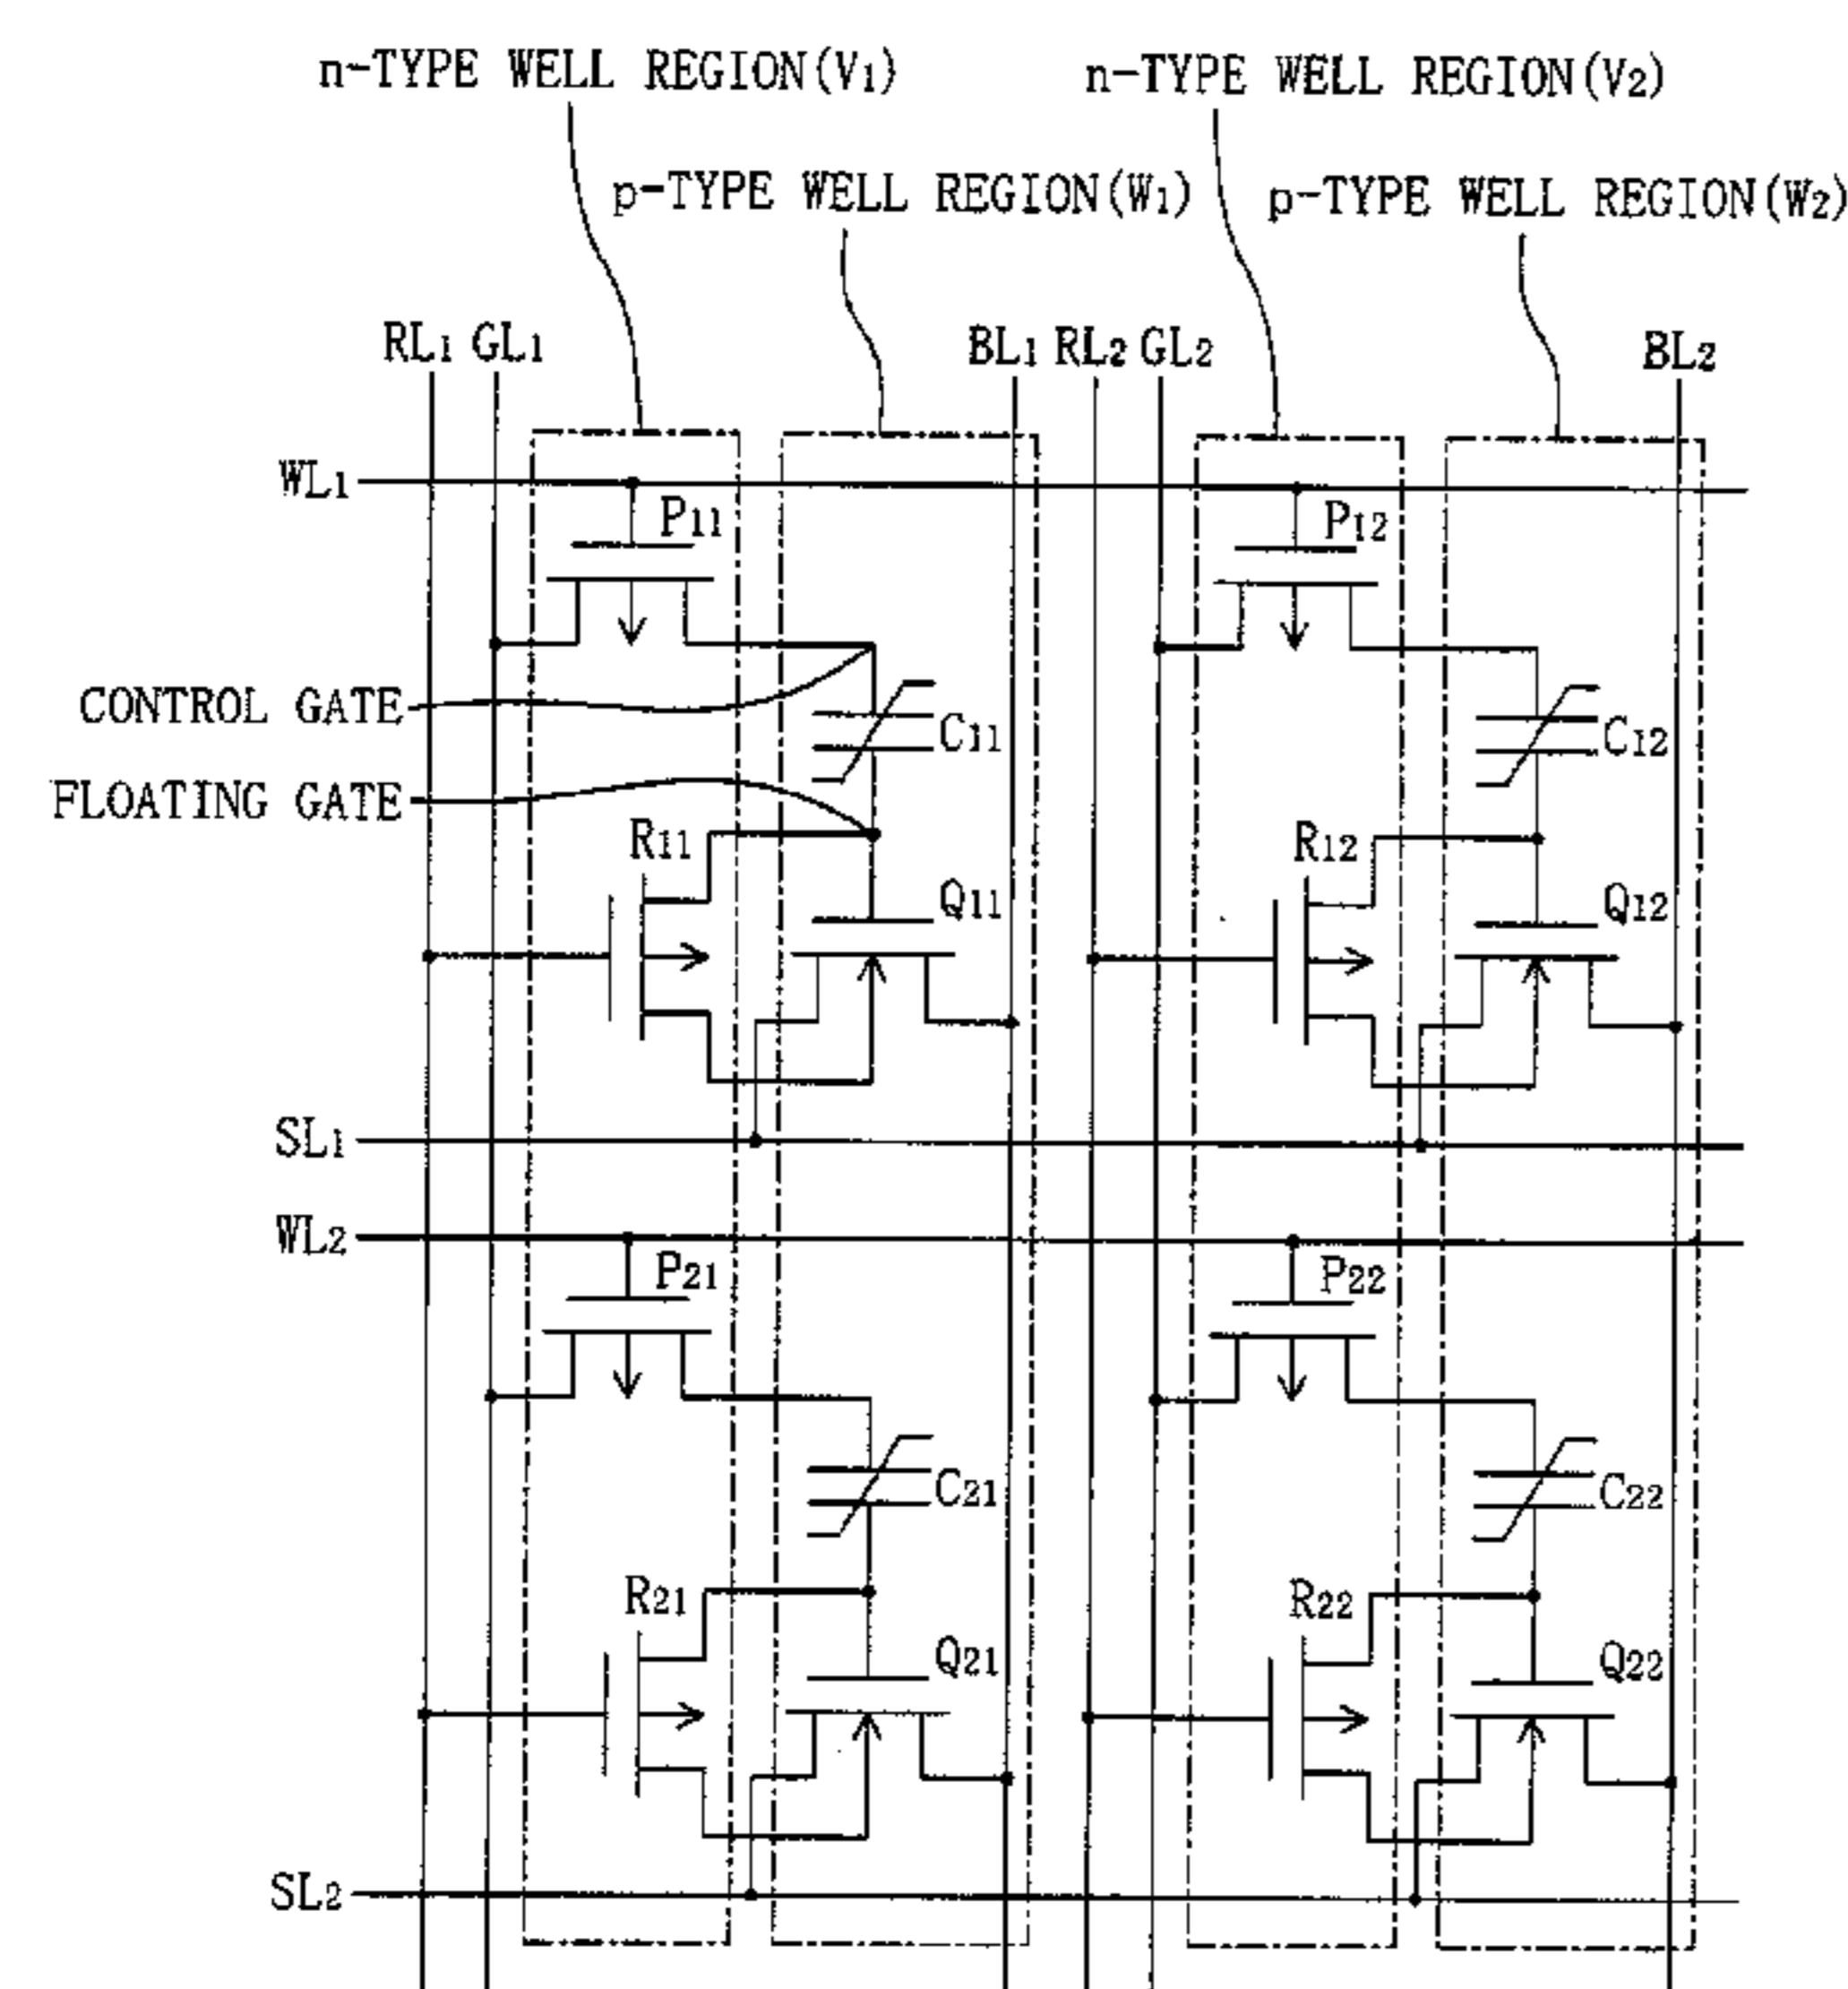 n-TYPE WELL REGION(V1)
n-TYPE WELL REGION(V2)
p-TYPE WELL REGION(W1)
p-TYPE WELL REGION(W2)
RL1 GL1
BL1 RL2 GL2
BL2
WL1
P11
P12
CONTROL GATE
C11
C12
FLOATING GATE
R11
R12
Q11
Q12
SL1
WL2
P21
P22
C21
C22
R21
R22
Q21
Q22
SL2